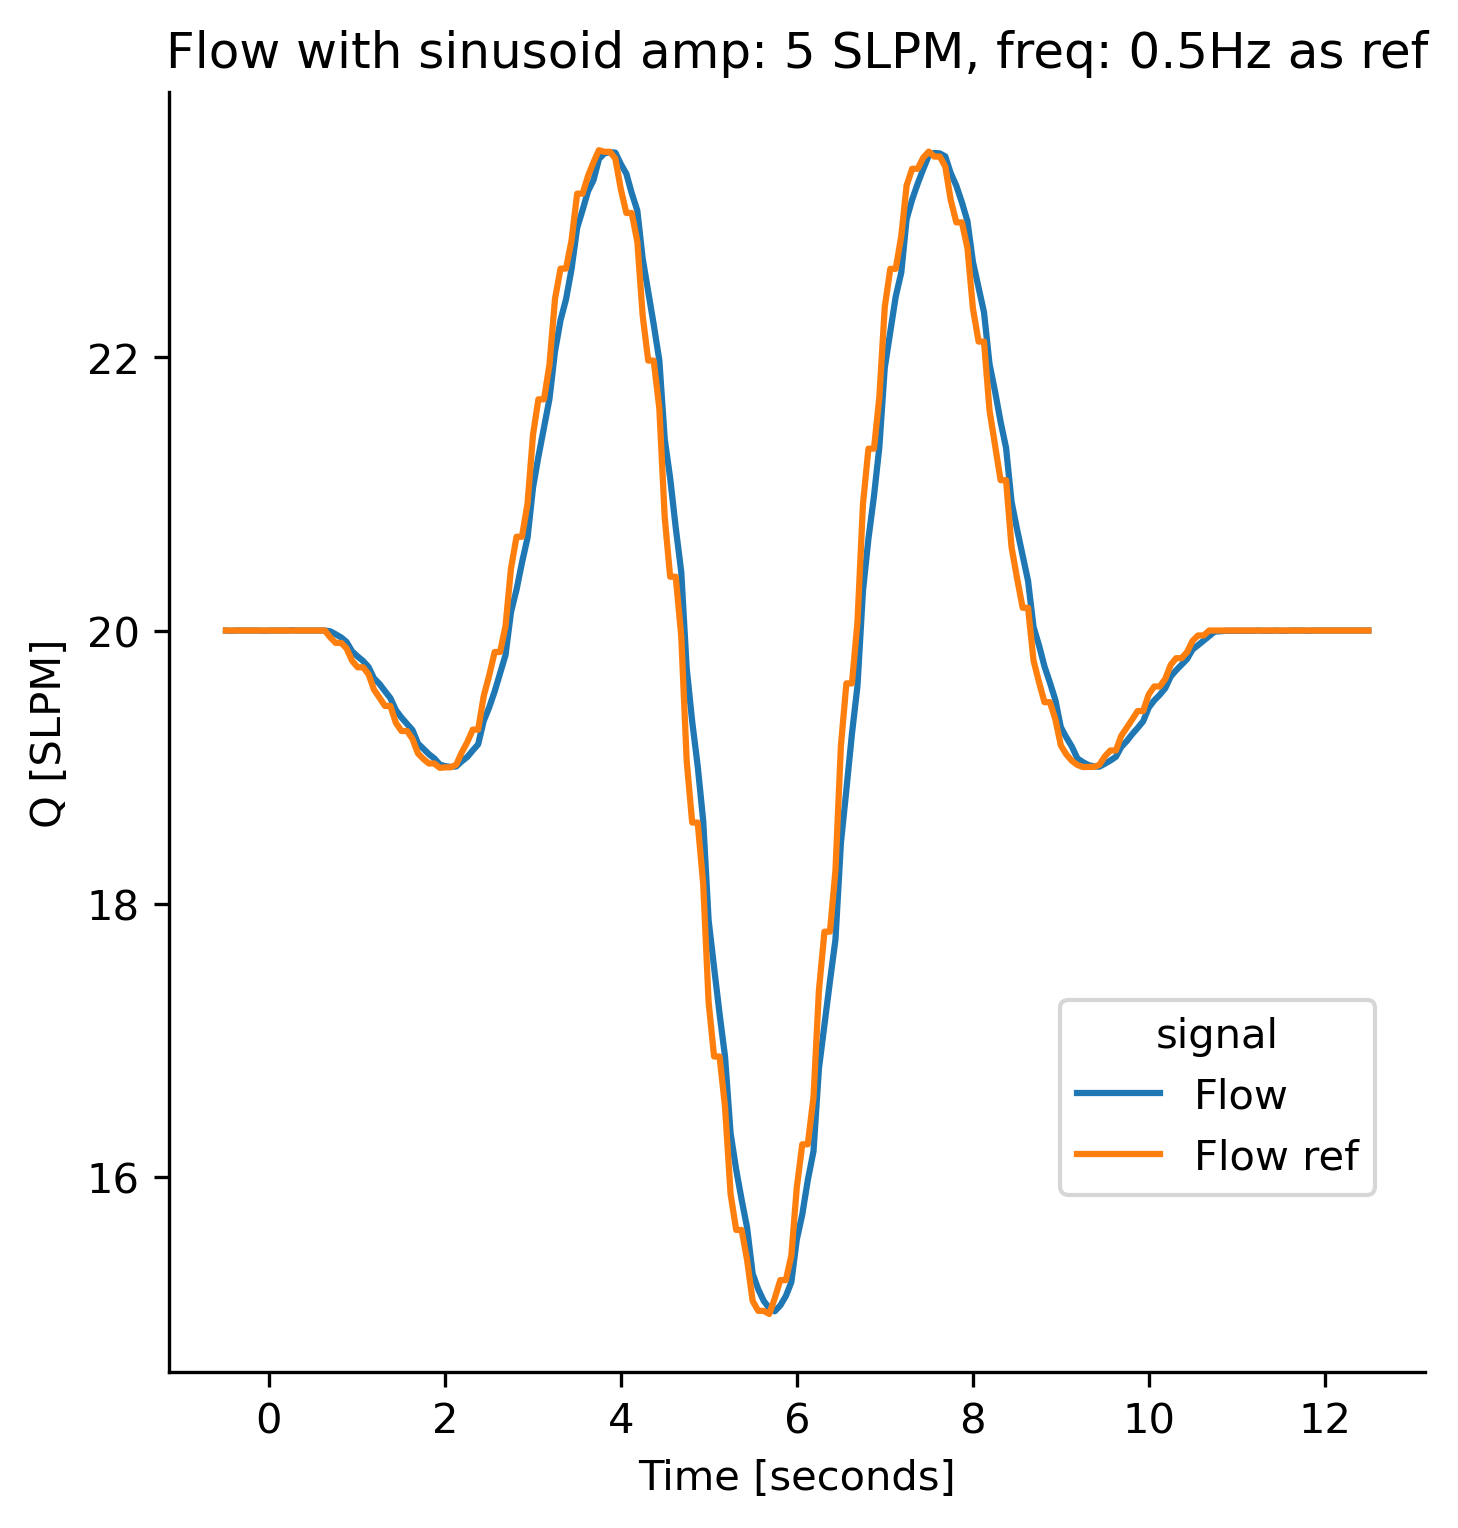 Flow with sinusoid amp: 5 SLPM, freq: 0.5Hz as ref
Q [SLPM]
22
20
18
16
signal
Flow
Flow ref
0 2 4 6 8 10 12
Time [seconds]